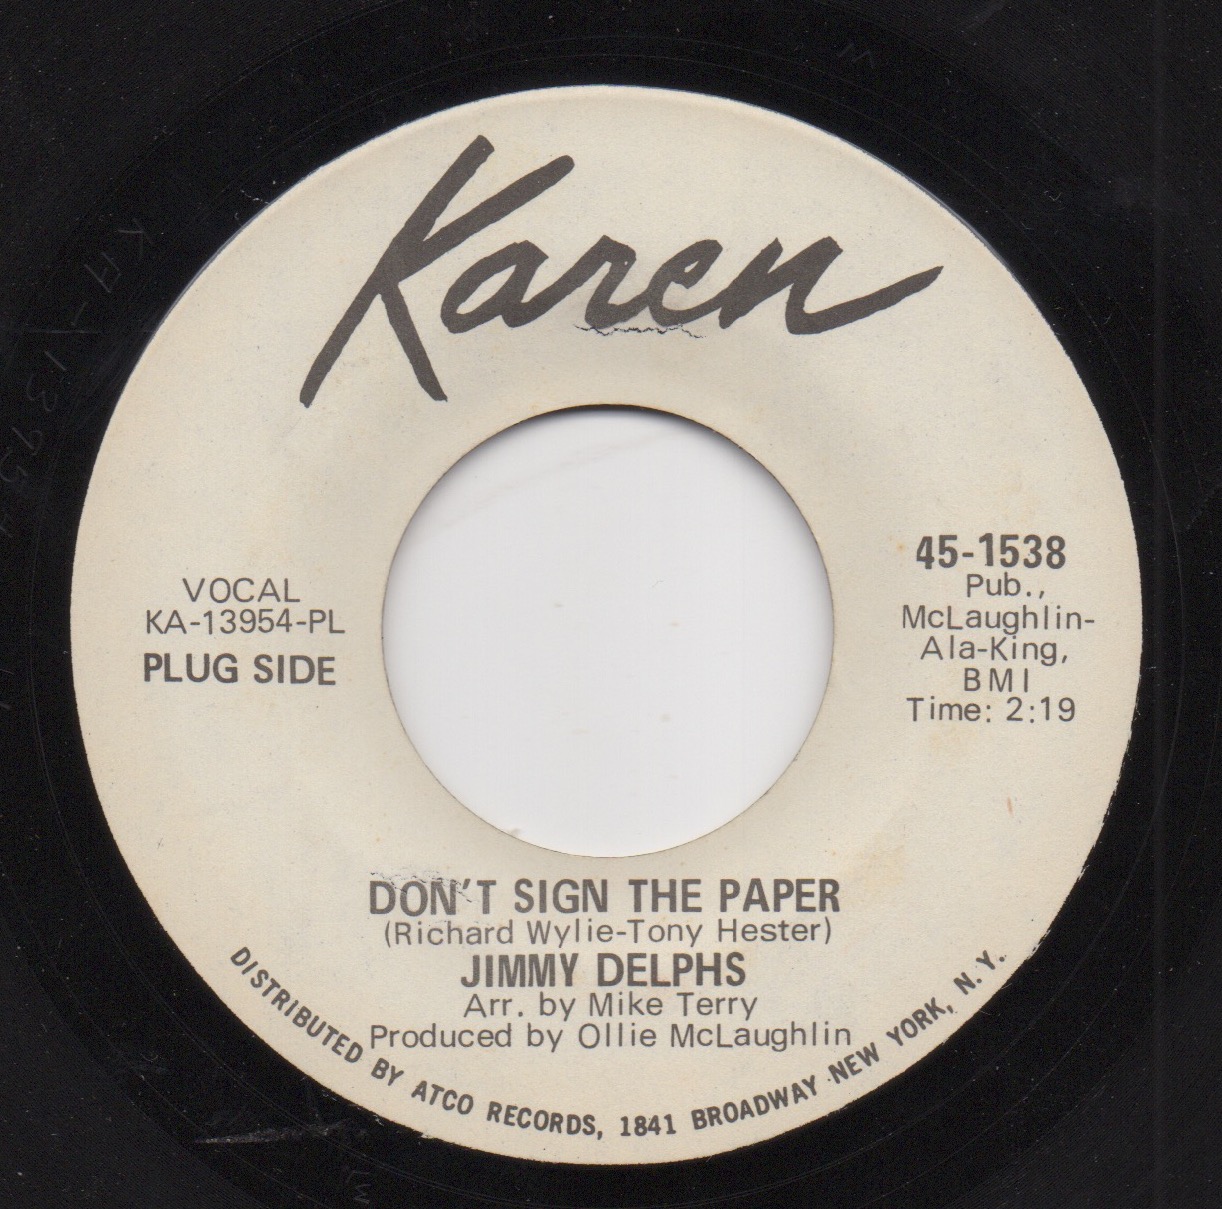 Karen
VOCAL
KA-13954-PL
PLUG SIDE
45-1538
Pub.,
McLaughlin-
Ala-King,
BMI
Time: 2:19
DON'T SIGN THE PAPER
(Richard Wylie-Tony Hester)
JIMMY DELPHS
Arr. by Mike Terry
Produced by Ollie McLaughlin
DISTRIBUTED BY ATCO RECORDS, 1841 BROADWAY NEW YORK, N.Y.